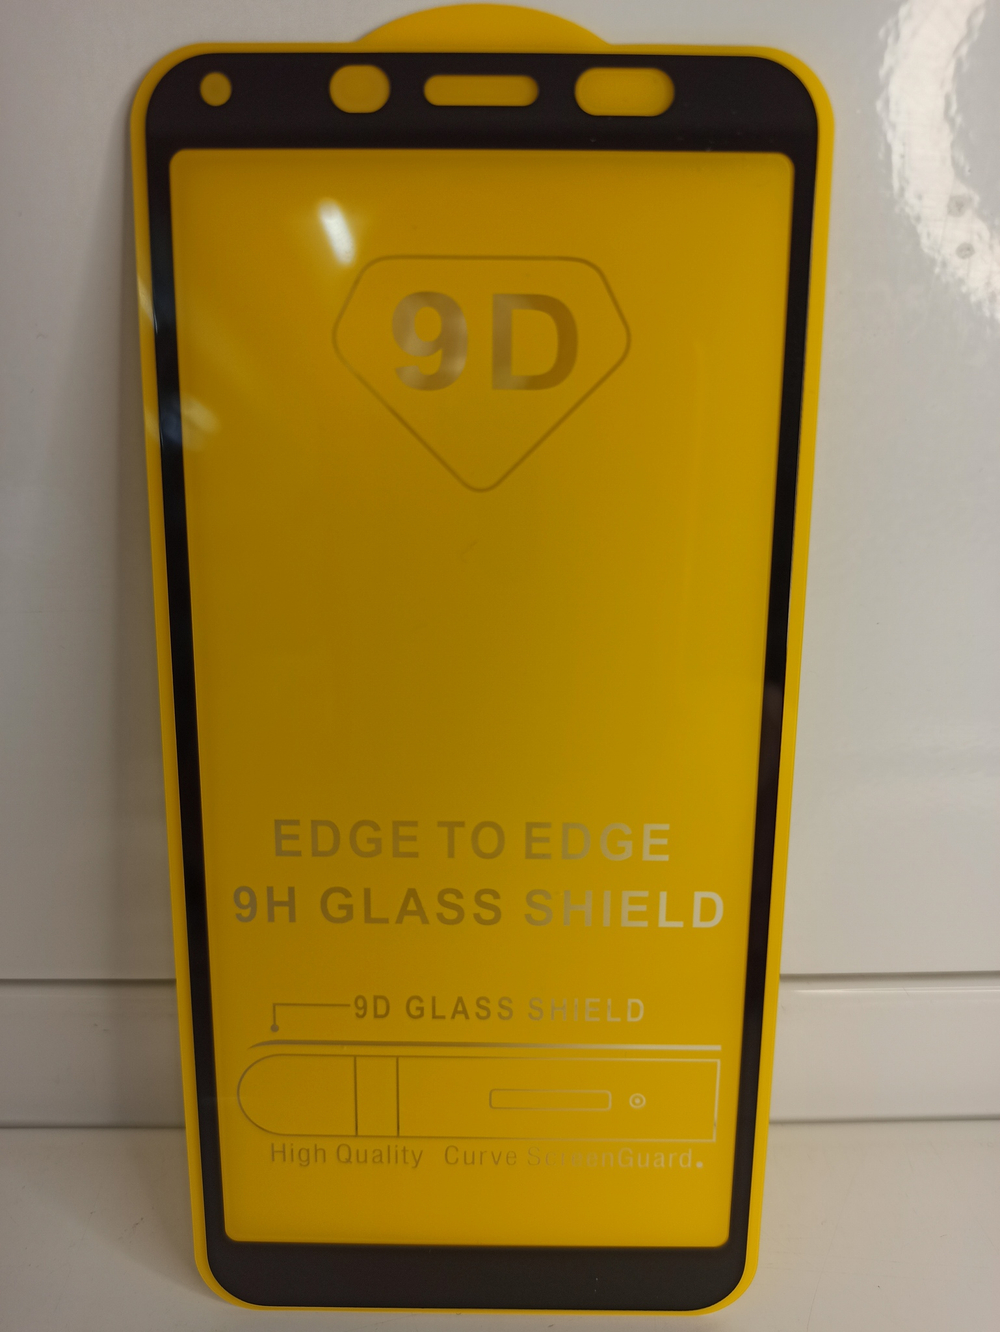 9D
EDGE TO EDGE
9H GLASS SHIELD
9D GLASS SHIELD
High Quality Curve ScreenGuard.